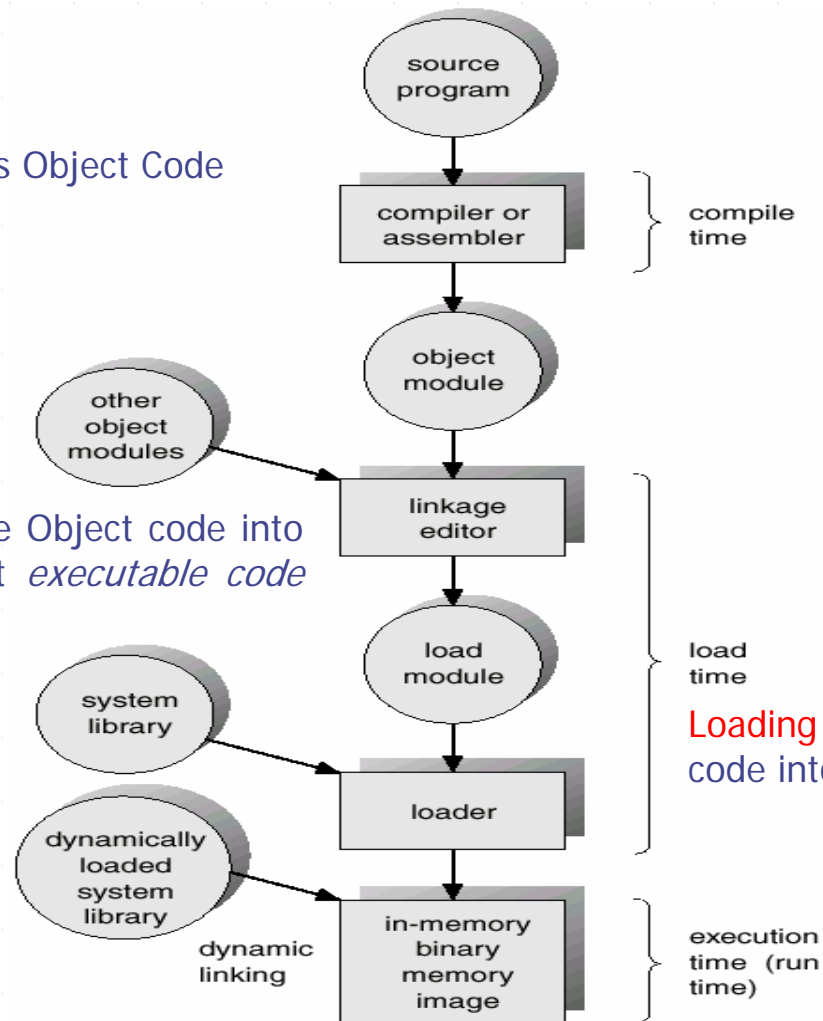 source
program
s Object Code
compiler or
assembler
compile
time
object
module
other
object
modules
linkage
editor
e Object code into
t executable code
load
module
load
time
system
library
Loading
code into
loader
dynamically
loaded
system
library
dynamic
linking
in-memory
binary
memory
image
execution
time (run
time)